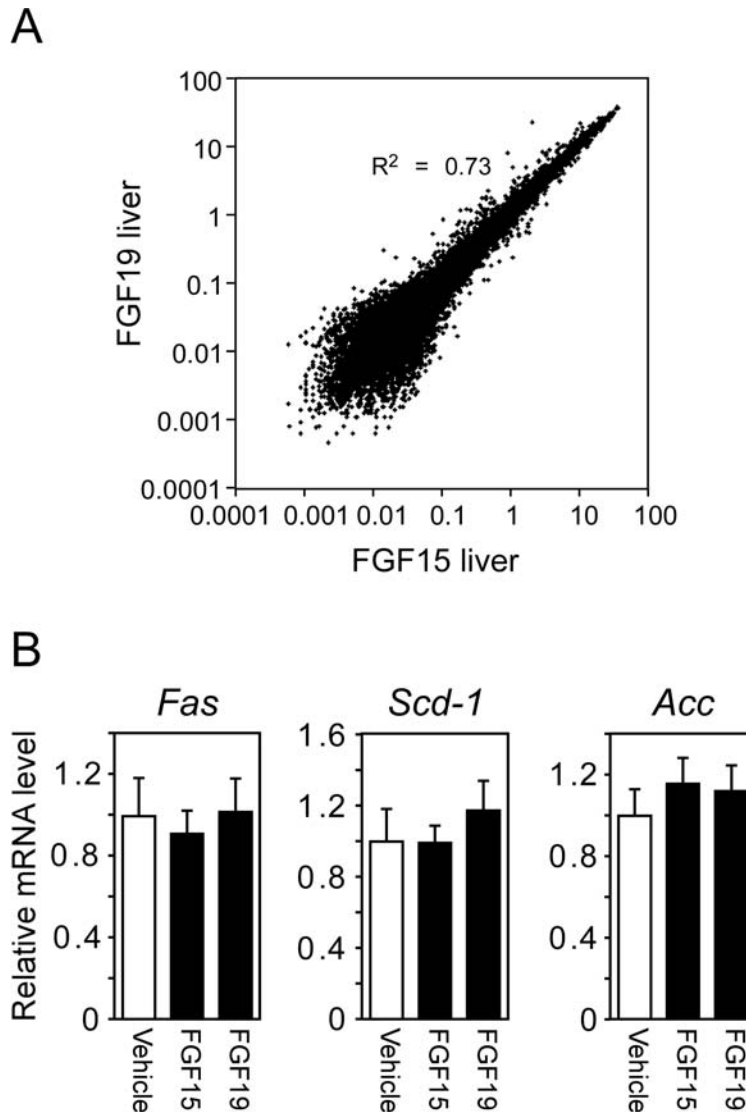 A
100
10
1
0.1
0.01
0.001
0.0001
FGF19 liver
R² = 0.73
0.0001 0.001 0.01 0.1 1 10 100
FGF15 liver
B
Fas
Scd-1
Acc
Relative mRNA level
1.2
0.8
0.4
0
Vehicle
FGF15
FGF19
1.6
1.2
0.8
0.4
0
Vehicle
FGF15
FGF19
1.2
0.8
0.4
0
Vehicle
FGF15
FGF19